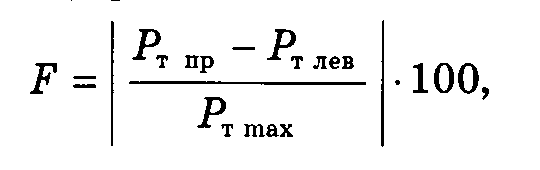 F = | (P_т пр − P_т лев) / P_т max | · 100,